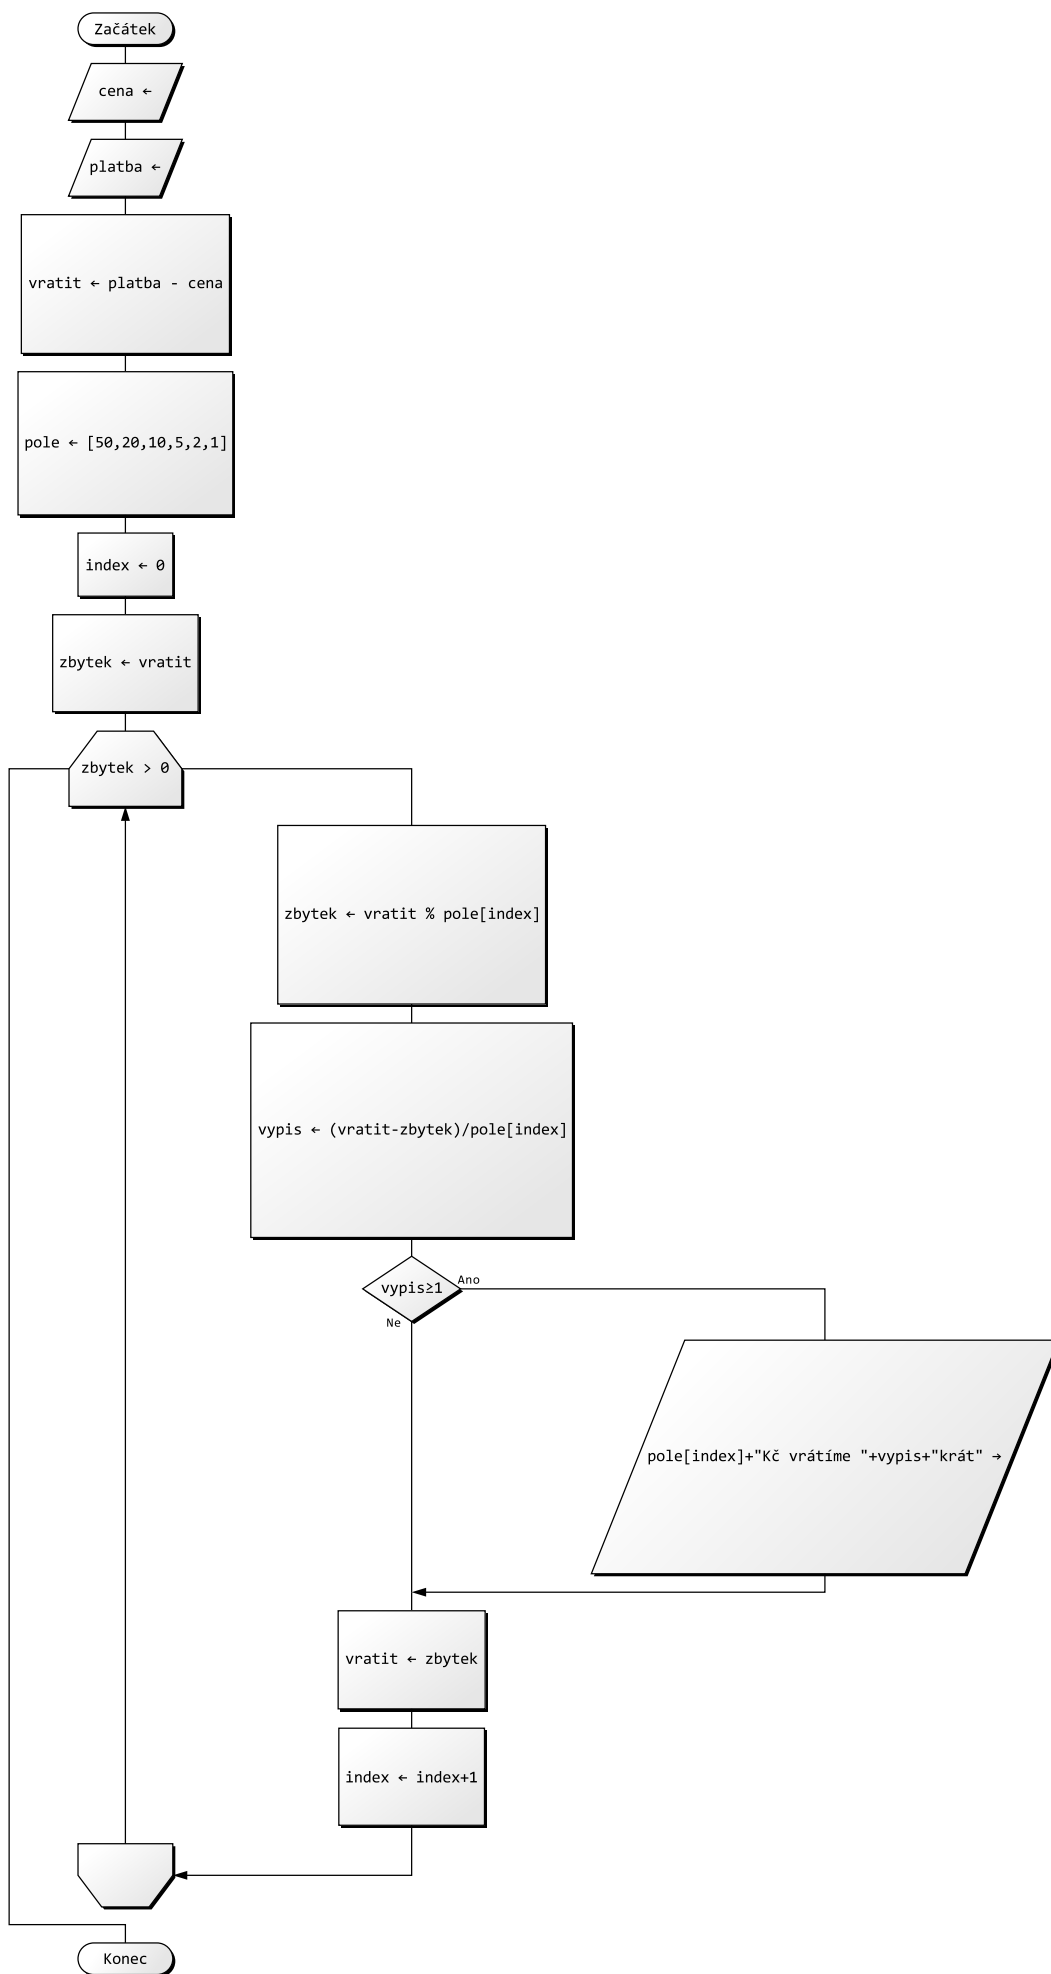 Začátek
cena ←
platba ←
vratit ← platba - cena
pole ← [50,20,10,5,2,1]
index ← 0
zbytek ← vratit
zbytek > 0
zbytek ← vratit % pole[index]
vypis ← (vratit-zbytek)/pole[index]
vypis≥1
Ano
Ne
pole[index]+"Kč vrátíme "+vypis+"krát" →
vratit ← zbytek
index ← index+1
Konec